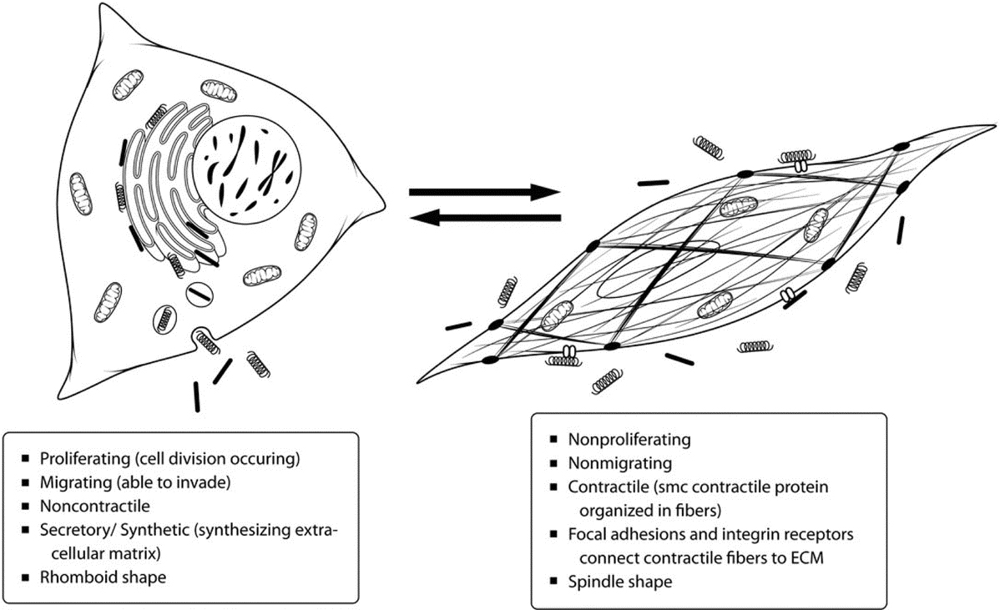 ■ Proliferating (cell division occuring)
■ Migrating (able to invade)
■ Noncontractile
■ Secretory/ Synthetic (synthesizing extra-
cellular matrix)
■ Rhomboid shape
■ Nonproliferating
■ Nonmigrating
■ Contractile (smc contractile protein
organized in fibers)
■ Focal adhesions and integrin receptors
connect contractile fibers to ECM
■ Spindle shape